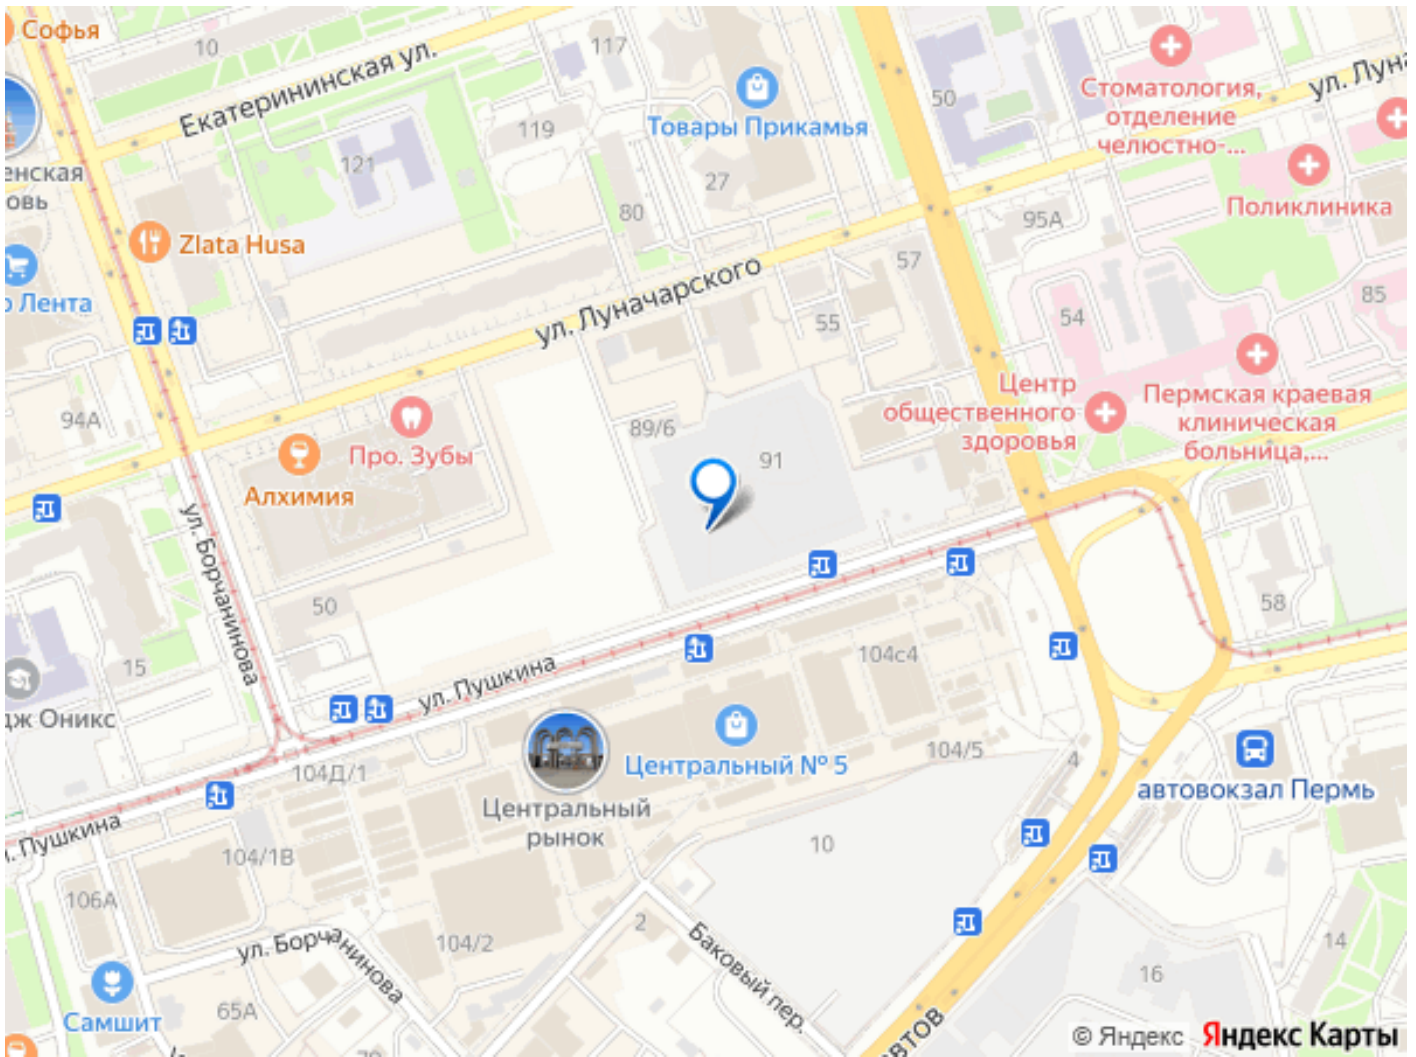 Софья
10
Екатерининская ул.
117
119
121
Товары Прикамья
27
80
50
Стоматология,
отделение
челюстно-...
ул. Луна
Поликлиника
95А
енская
овь
Zlata Husa
о Лента
ул. Луначарского
57
55
54
85
94А
Про. Зубы
Алхимия
89/6
91
Центр
общественного
здоровья
Пермская краевая
клиническая
больница,...
ул. Борчанинова
50
15
дж Оникс
58
ул. Пушкина
104с4
Центральный № 5
104/5
4
автовокзал Пермь
104Д/1
Центральный
рынок
. Пушкина
104/1В
10
106А
2
ул. Борчанинова
104/2
Баковый пер.
14
16
65А
Самшит
автов
© Яндекс Яндекс Карты